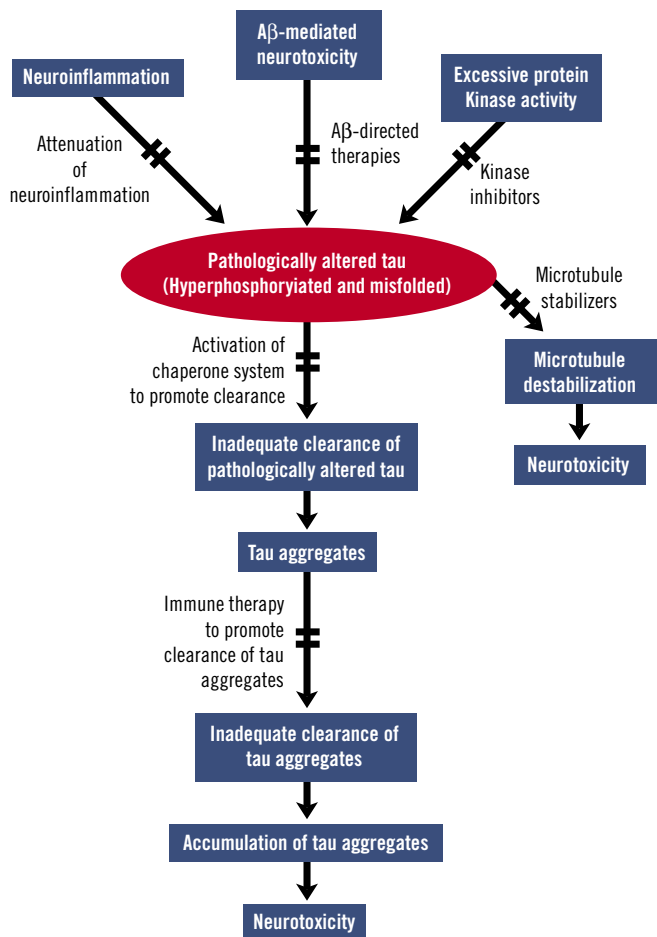 Aβ-mediated
neurotoxicity
Neuroinflammation
Excessive protein
Kinase activity
Attenuation
of
neuroinflammation
Aβ-directed
therapies
Kinase
inhibitors
Pathologically altered tau
(Hyperphosphoryiated and misfolded)
Microtubule
stabilizers
Activation of
chaperone system
to promote clearance
Microtubule
destabilization
Inadequate clearance of
pathologically altered tau
Neurotoxicity
Tau aggregates
Immune therapy
to promote
clearance of tau
aggregates
Inadequate clearance of
tau aggregates
Accumulation of tau aggregates
Neurotoxicity